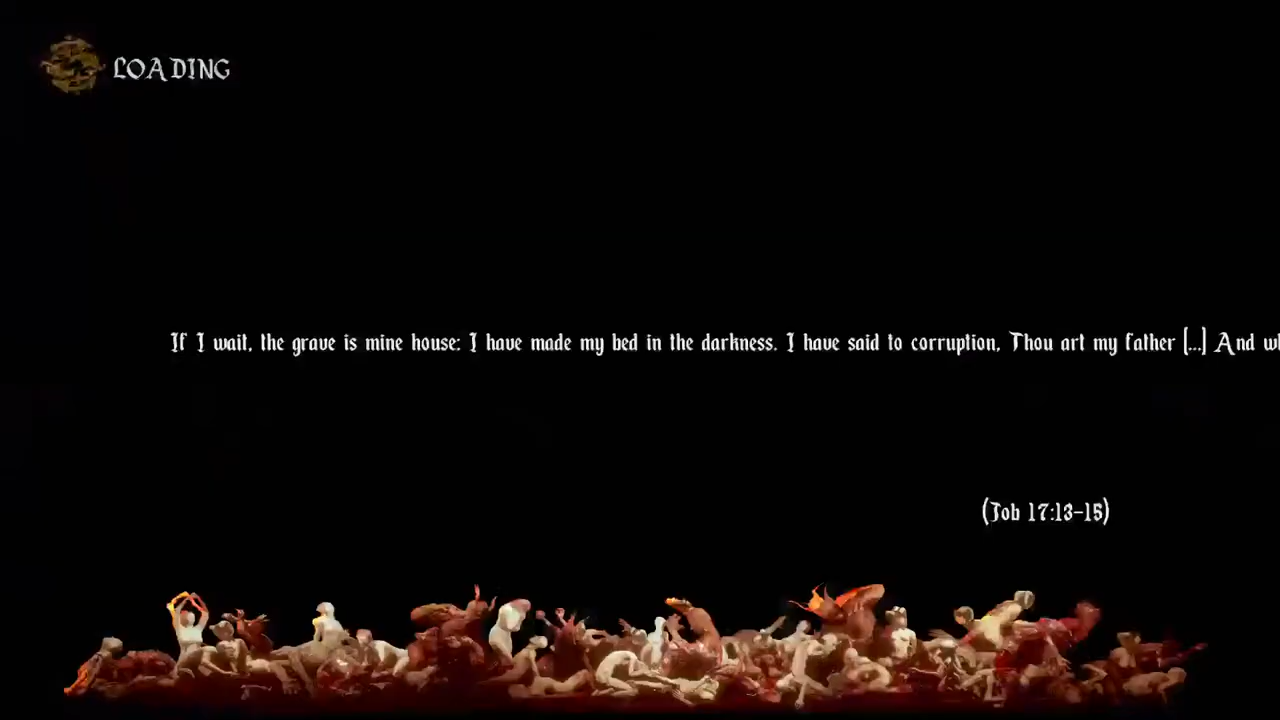 LOADING
If I wait, the grave is mine house: I have made my bed in the darkness. I have said to corruption, Thou art my father [...] And
(Job 17:13-15)